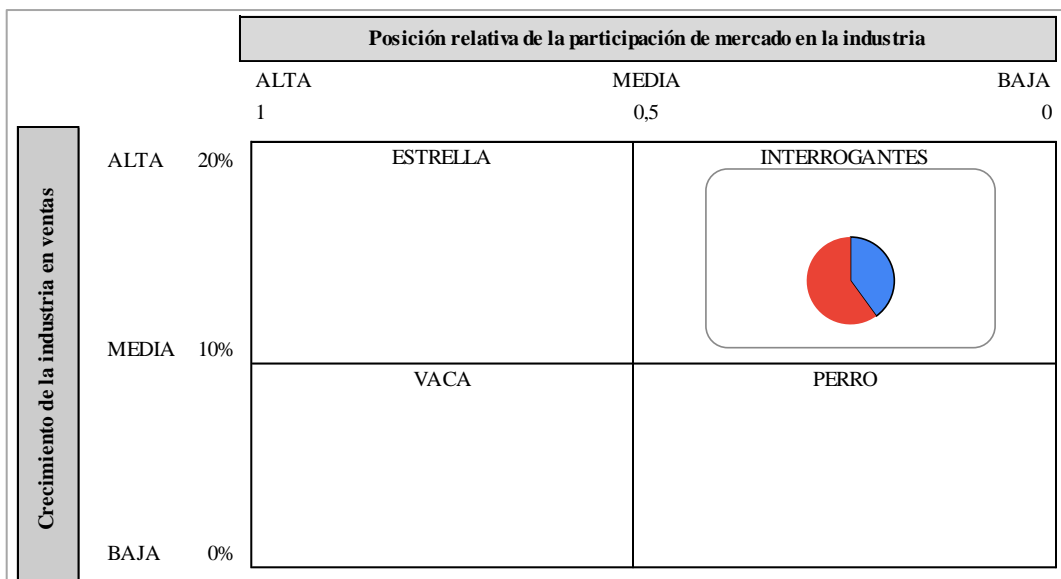 Posición relativa de la participación de mercado en la industria
ALTA MEDIA BAJA
1 0,5 0
Crecimiento de la industria en ventas
ALTA 20%
ESTRELLA INTERROGANTES
MEDIA 10%
VACA PERRO
BAJA 0%